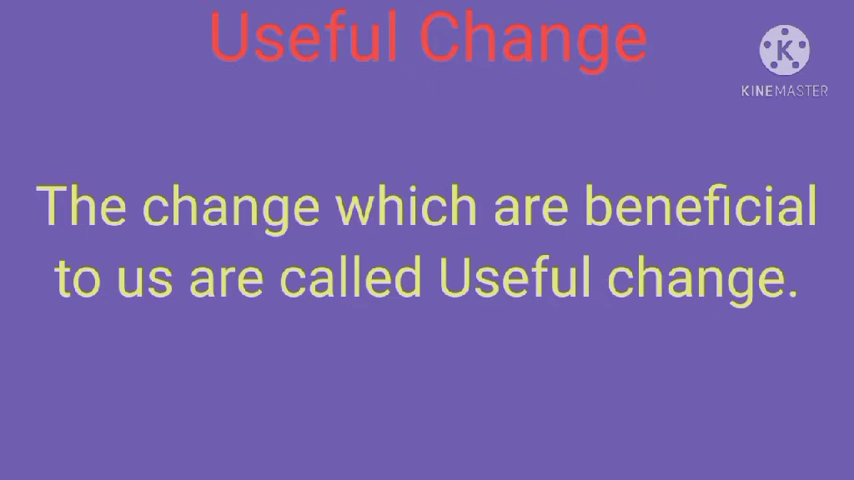 Useful Change
K
KINEMASTER
The change which are beneficial
to us are called Useful change.